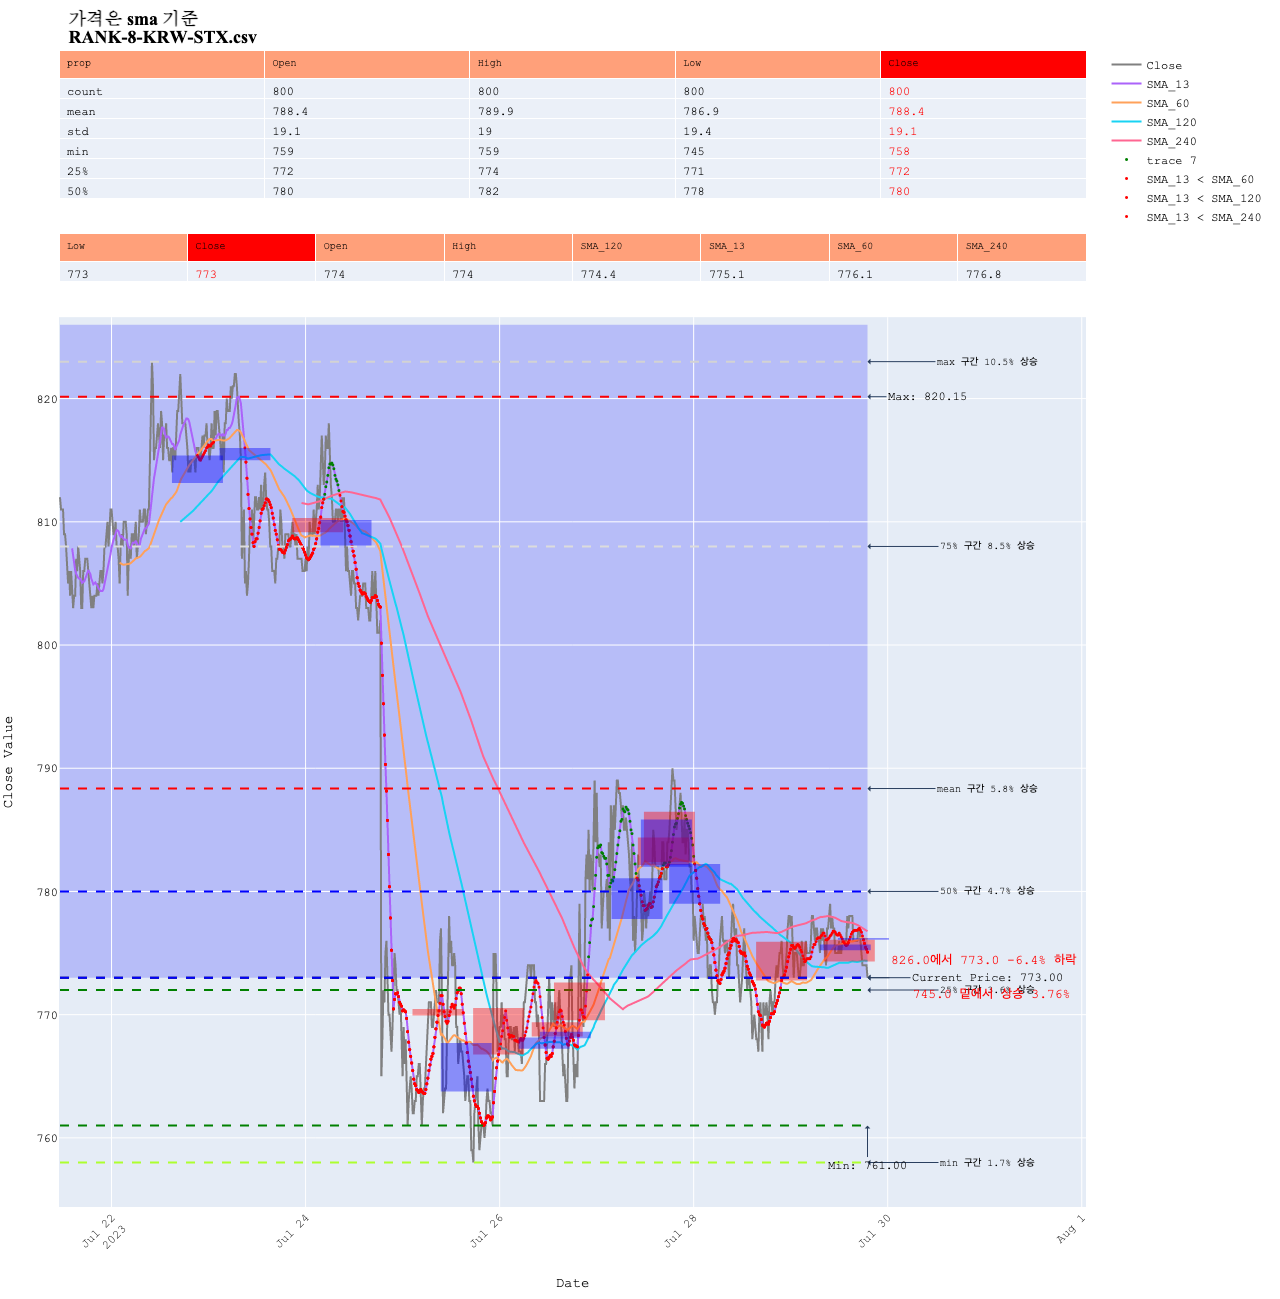 가격은 sma 기준
RANK-8-KRW-STX.csv
prop Open High Low Close
count 800 800 800 800
mean 788.4 789.9 786.9 788.4
std 19.1 19 19.4 19.1
min 759 759 745 758
25% 772 774 771 772
50% 780 782 778 780
Low Close Open High SMA_120 SMA_13 SMA_60 SMA_240
773 773 774 774 774.4 775.1 776.1 776.8
Close
SMA_13
SMA_60
SMA_120
SMA_240
trace 7
SMA_13 < SMA_60
SMA_13 < SMA_120
SMA_13 < SMA_240
max 구간 10.5% 상승
Max: 820.15
75% 구간 8.5% 상승
mean 구간 5.8% 상승
50% 구간 4.7% 상승
826.0에서 773.0 -6.4% 하락
Current Price: 773.00
25% 구간 3.6% 상승
745.0 밑에서 상승 3.76%
Min: 761.00
min 구간 1.7% 상승
820
810
800
790
780
770
760
Close Value
Jul 22
2023
Jul 24
Jul 26
Jul 28
Jul 30
Aug 1
Date